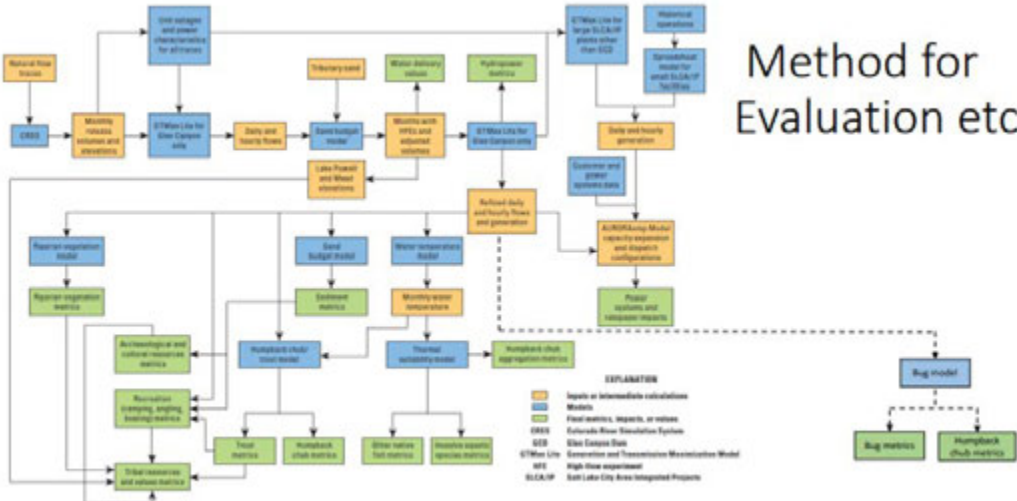 Method for
Evaluation etc
Unit outages
and power
characteristics
for all traces
GTMax Lite for
large SLCA/IP
plants other
than GCD
Historical
operations
Natural flow
traces
Tributary sand
Water delivery
values
Hydropower
metrics
Spreadsheet
model for
small SLCA/IP
facilities
CRSS
Monthly
release
volumes and
elevations
GTMax Lite for
Glen Canyon
only
Daily and
hourly flows
Sand budget
model
Months with
HFEs and
adjusted
volumes
GTMax Lite for
Glen Canyon only
Daily and hourly
generation
Lake Powell
and Mead
elevations
Customer and
power
systems data
Refined daily
and hourly flows
and generation
capacity expansion
and dispatch
configurations
Riparian vegetation
model
Sand
budget model
Water temperature
model
Riparian vegetation
metrics
Sediment
metrics
Monthly water
temperature
Power
systems and
ratepayer impacts
Archaeological and
cultural resources
metrics
Humpback chub/
trout model
Thermal
suitability model
Humpback chub
aggregation metrics
Bug model
Recreation
(camping, angling,
boating) metrics
Trout
metrics
Humpback
chub metrics
Other native
fish metrics
Invasive aquatic
species metrics
Tribal resources
and values metrics
EXPLANATION
Inputs or intermediate calculations
Models
Final metrics, impacts, or values
CRSS Colorado River Simulation System
GCD Glen Canyon Dam
GTMax Lite Generation and Transmission Maximization Model
HFE High-flow experiment
SLCA/IP Salt Lake City Area Integrated Projects
Bug metrics
Humpback
chub metrics